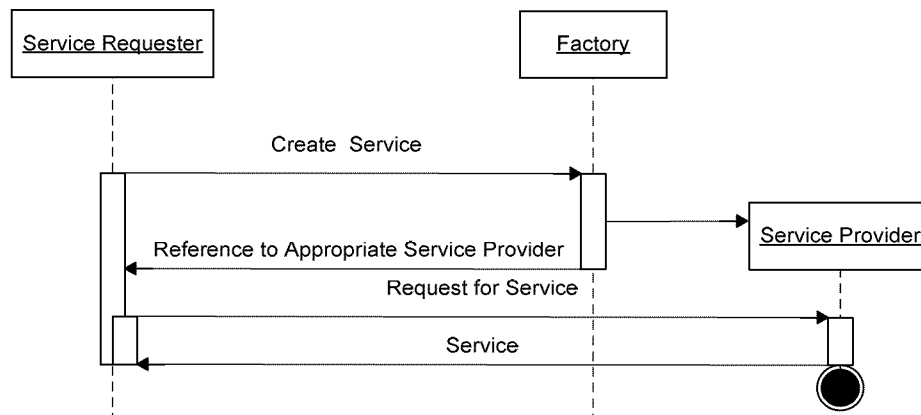 Service Requester
Factory
Create Service
Service Provider
Reference to Appropriate Service Provider
Request for Service
Service